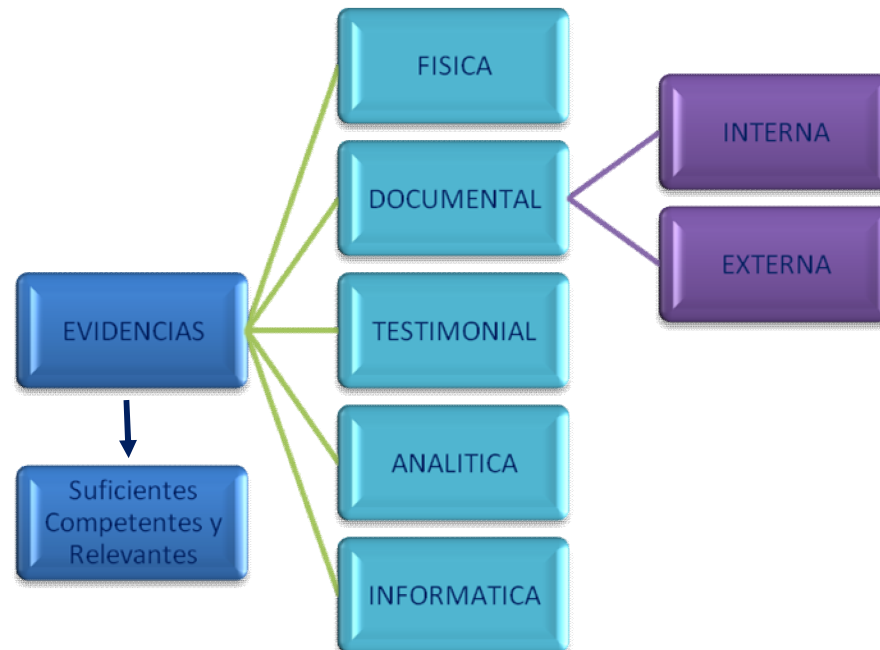 FISICA
DOCUMENTAL
INTERNA
EXTERNA
EVIDENCIAS
TESTIMONIAL
ANALITICA
INFORMATICA
Suficientes
Competentes y
Relevantes